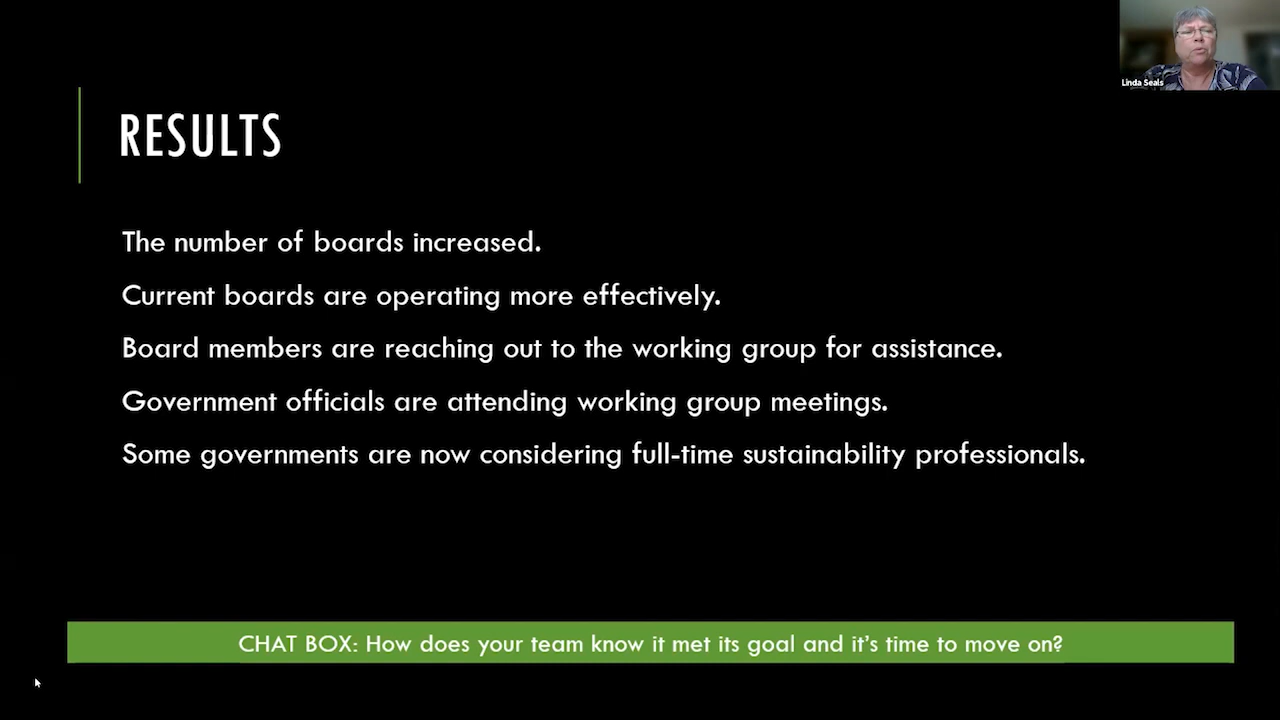 Linda Seals
RESULTS
The number of boards increased.
Current boards are operating more effectively.
Board members are reaching out to the working group for assistance.
Government officials are attending working group meetings.
Some governments are now considering full-time sustainability professionals.
CHAT BOX: How does your team know it met its goal and it's time to move on?